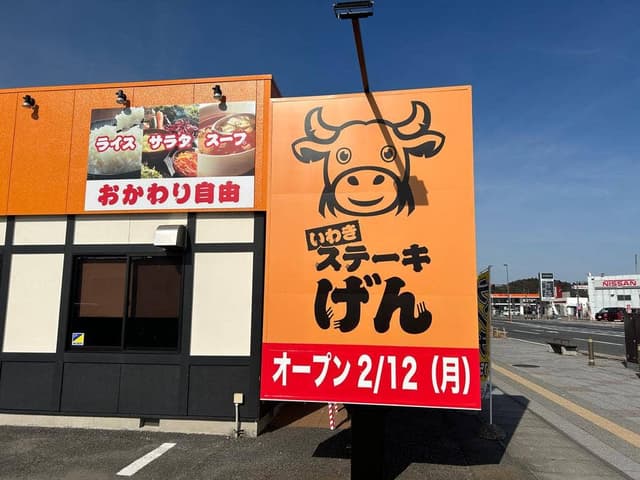 ライス サラダ スープ
おかわり自由
いわき
ステーキ
げん
オープン 2/12 (月)
NISSAN